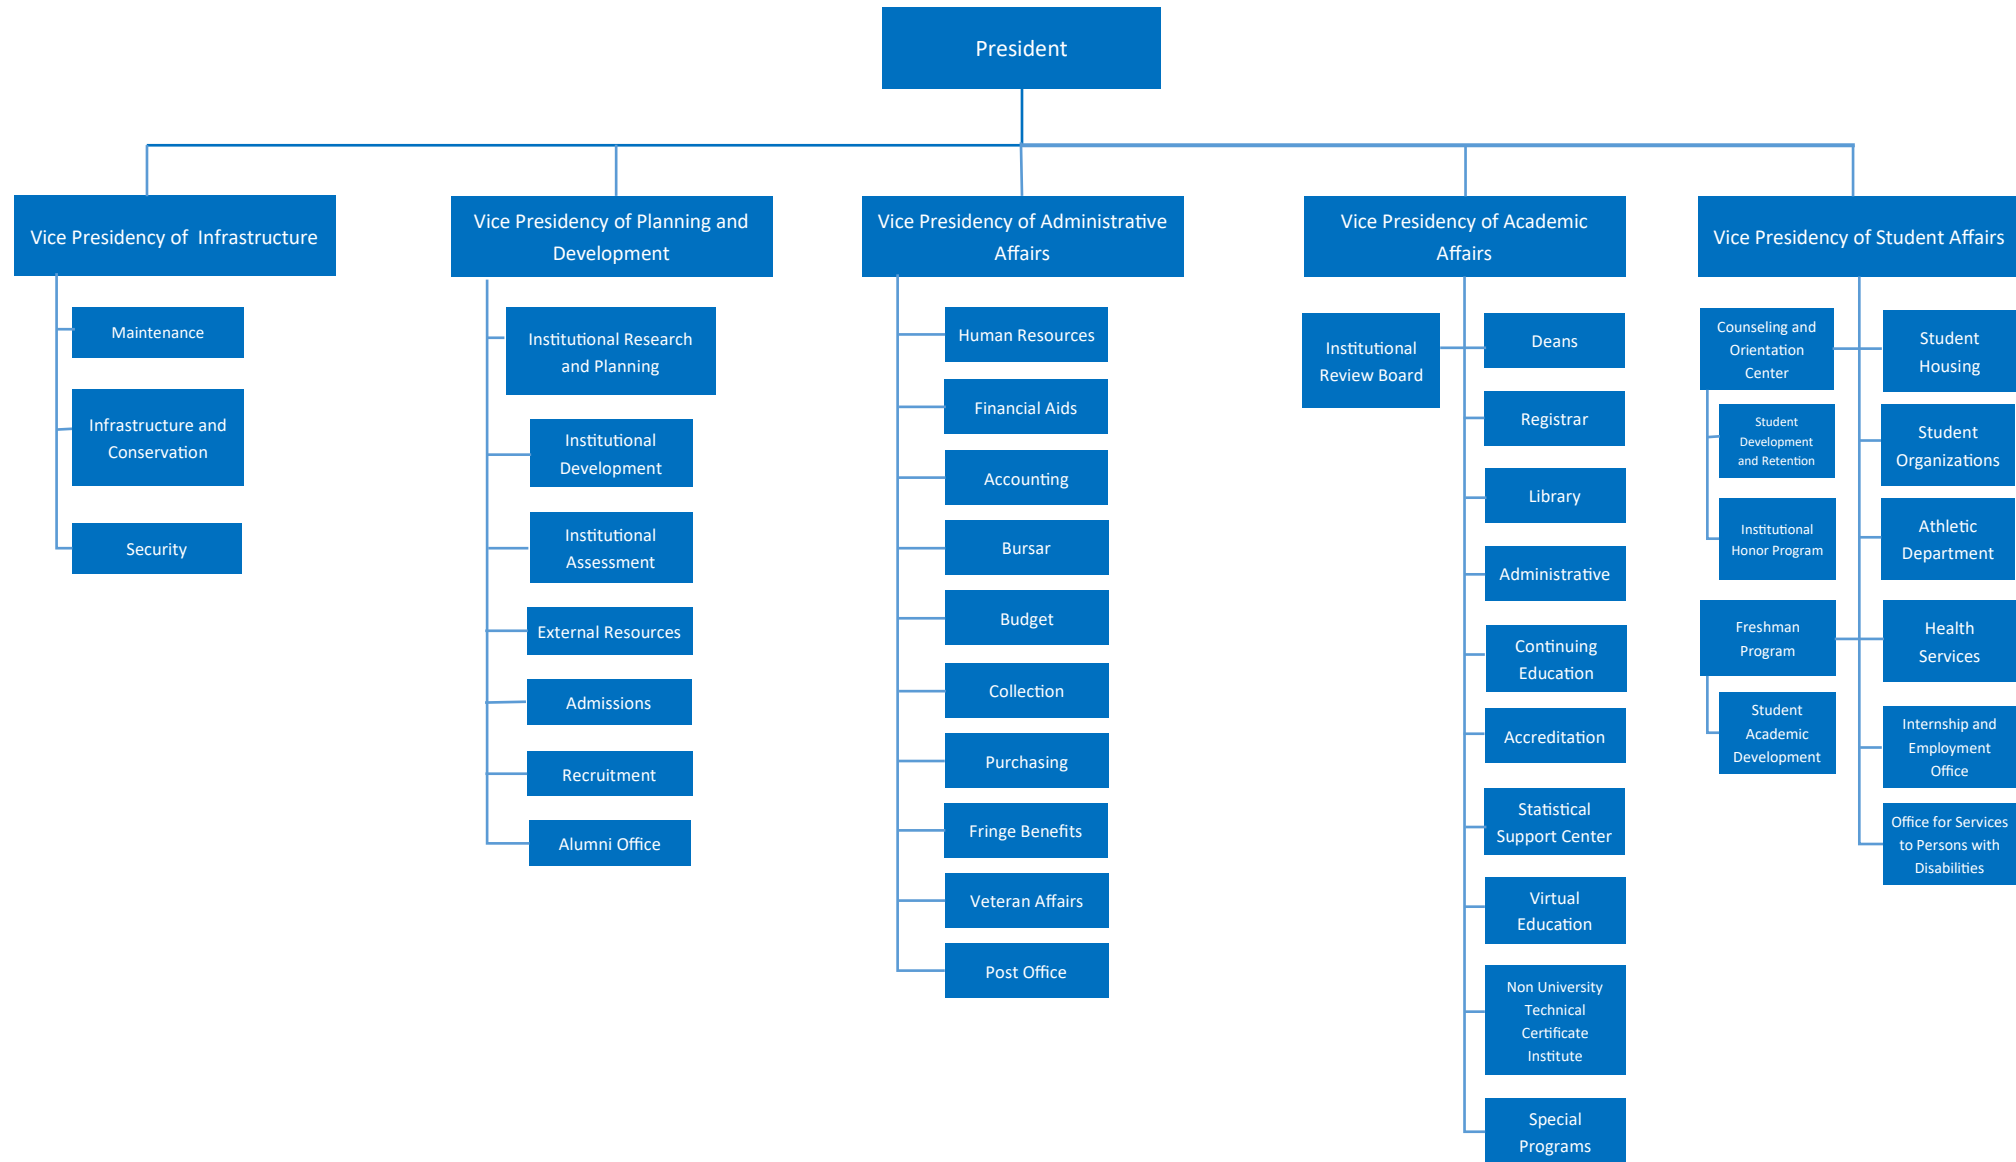 President
Vice Presidency of  Infrastructure
Maintenance
Infrastructure and
Conservation
Security
Vice Presidency of Planning and
Development
Institutional Research
and Planning
Institutional
Development
Institutional
Assessment
External Resources
Admissions
Recruitment
Alumni Office
Vice Presidency of Administrative
Affairs
Human Resources
Financial Aids
Accounting
Bursar
Budget
Collection
Purchasing
Fringe Benefits
Veteran Affairs
Post Office
Vice Presidency of Academic
Affairs
Institutional
Review Board
Deans
Registrar
Library
Administrative
Continuing
Education
Accreditation
Statistical
Support Center
Virtual
Education
Non University
Technical
Certificate
Institute
Special
Programs
Vice Presidency of Student Affairs
Counseling and
Orientation
Center
Student
Development
and Retention
Institutional
Honor Program
Freshman
Program
Student
Academic
Development
Student
Housing
Student
Organizations
Athletic
Department
Health
Services
Internship and
Employment
Office
Office for Services
to Persons with
Disabilities